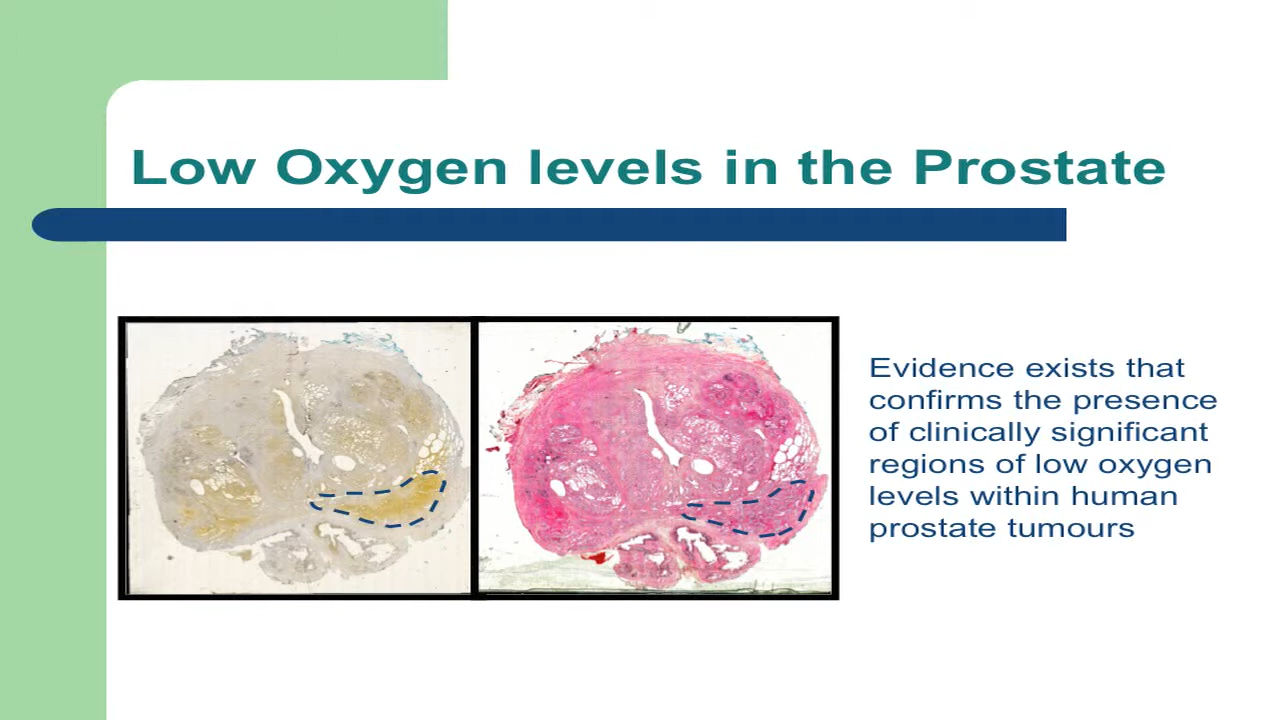 Low Oxygen levels in the Prostate
Evidence exists that
confirms the presence
of clinically significant
regions of low oxygen
levels within human
prostate tumours